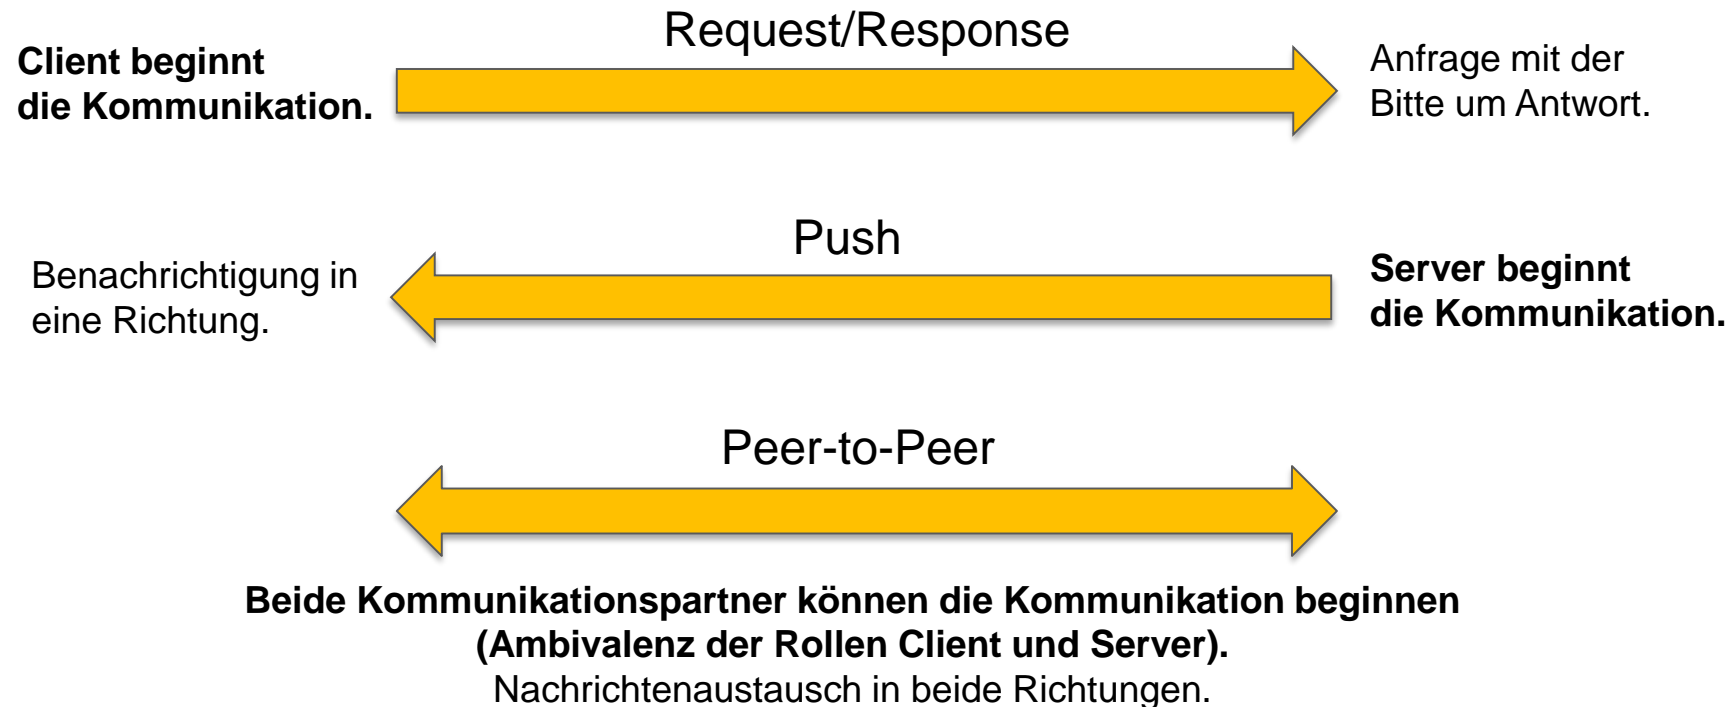 Request/Response
Client beginnt
die Kommunikation.
Anfrage mit der
Bitte um Antwort.
Push
Benachrichtigung in
eine Richtung.
Server beginnt
die Kommunikation.
Peer-to-Peer
Beide Kommunikationspartner können die Kommunikation beginnen
(Ambivalenz der Rollen Client und Server).
Nachrichtenaustausch in beide Richtungen.